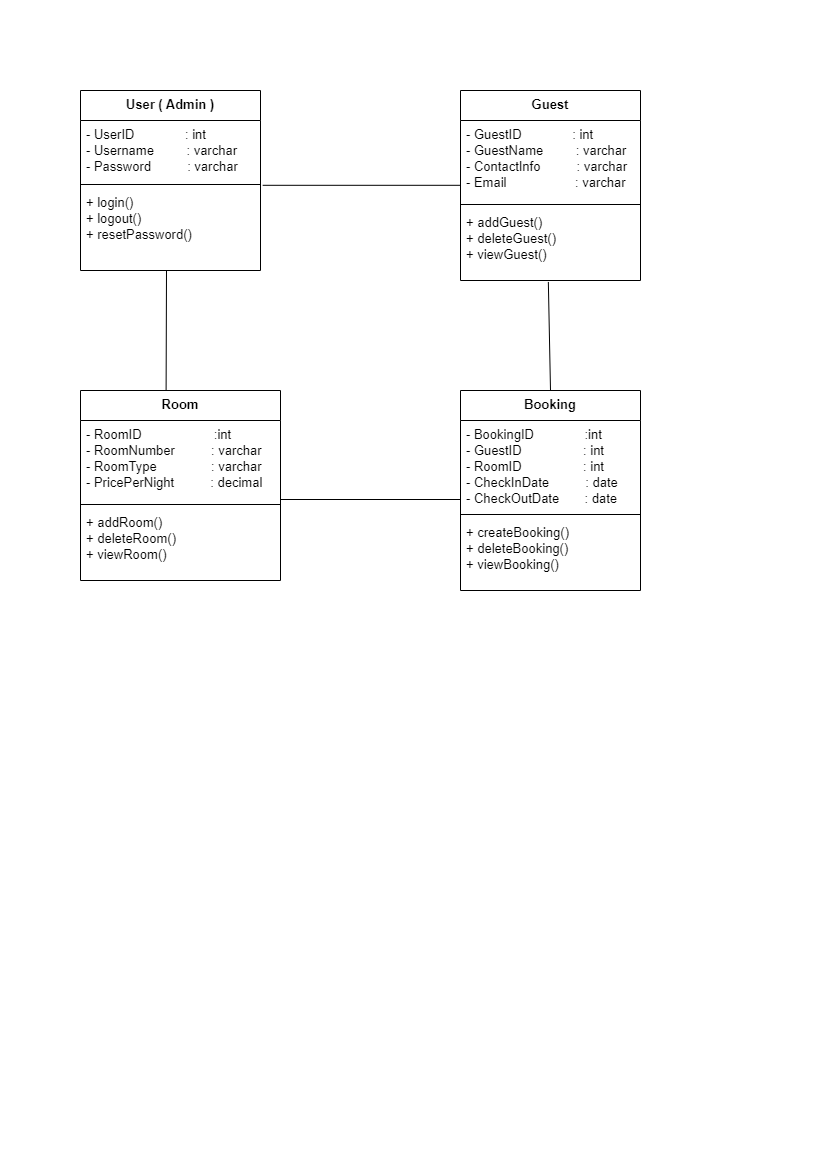 User ( Admin )
- UserID : int
- Username : varchar
- Password : varchar
+ login()
+ logout()
+ resetPassword()
Guest
- GuestID : int
- GuestName : varchar
- ContactInfo : varchar
- Email : varchar
+ addGuest()
+ deleteGuest()
+ viewGuest()
Room
- RoomID :int
- RoomNumber : varchar
- RoomType : varchar
- PricePerNight : decimal
+ addRoom()
+ deleteRoom()
+ viewRoom()
Booking
- BookingID :int
- GuestID : int
- RoomID : int
- CheckInDate : date
- CheckOutDate : date
+ createBooking()
+ deleteBooking()
+ viewBooking()